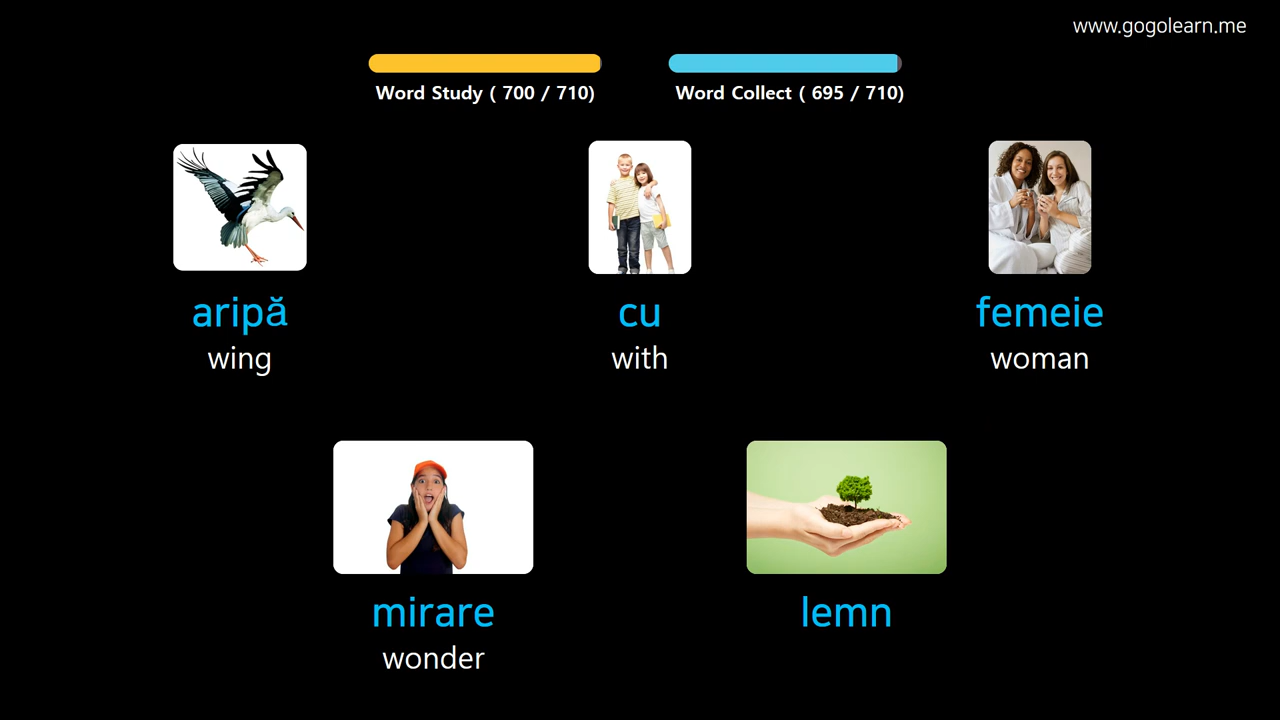 www.gogolearn.me
Word Study ( 700 / 710)
Word Collect ( 695 / 710)
aripă
wing
cu
with
femeie
woman
mirare
wonder
lemn